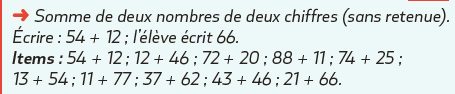 ➜ Somme de deux nombres de deux chiffres (sans retenue).
Écrire : 54 + 12 ; l'élève écrit 66.
Items : 54 + 12 ; 12 + 46 ; 72 + 20 ; 88 + 11 ; 74 + 25 ;
13 + 54 ; 11 + 77 ; 37 + 62 ; 43 + 46 ; 21 + 66.